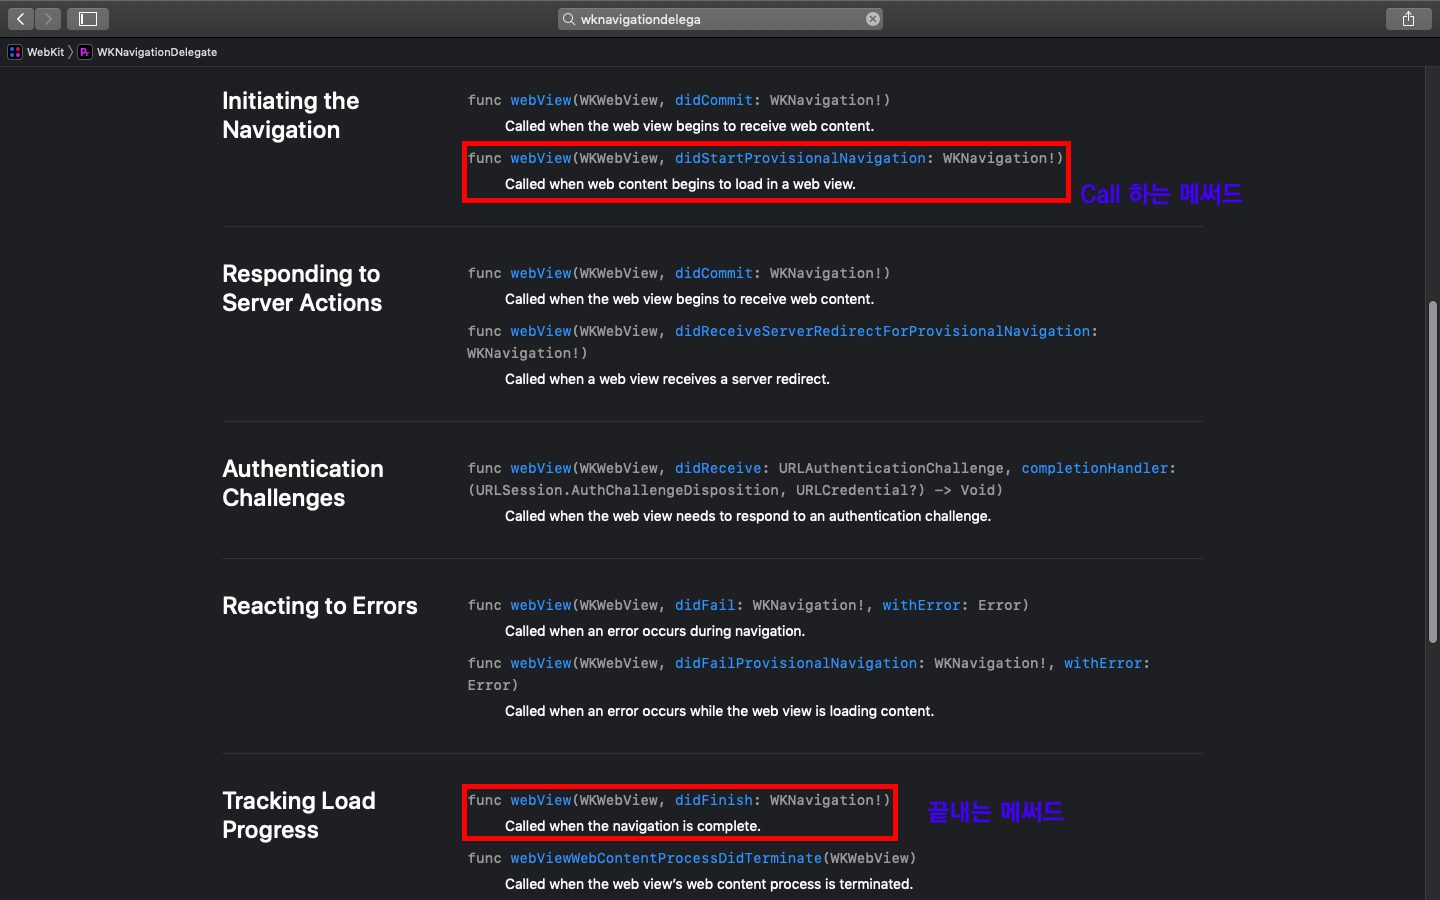 wknavigationdelega
WebKit 〉 WKNavigationDelegate
Initiating the
Navigation
func webView(WKWebView, didCommit: WKNavigation!)
Called when the web view begins to receive web content.
func webView(WKWebView, didStartProvisionalNavigation: WKNavigation!)
Called when web content begins to load in a web view.
Call 하는 메써드
Responding to
Server Actions
func webView(WKWebView, didCommit: WKNavigation!)
Called when the web view begins to receive web content.
func webView(WKWebView, didReceiveServerRedirectForProvisionalNavigation:
WKNavigation!)
Called when a web view receives a server redirect.
Authentication
Challenges
func webView(WKWebView, didReceive: URLAuthenticationChallenge, completionHandler:
(URLSession.AuthChallengeDisposition, URLCredential?) -> Void)
Called when the web view needs to respond to an authentication challenge.
Reacting to Errors
func webView(WKWebView, didFail: WKNavigation!, withError: Error)
Called when an error occurs during navigation.
func webView(WKWebView, didFailProvisionalNavigation: WKNavigation!, withError:
Error)
Called when an error occurs while the web view is loading content.
Tracking Load
Progress
func webView(WKWebView, didFinish: WKNavigation!)
Called when the navigation is complete.
끝내는 메써드
func webViewWebContentProcessDidTerminate(WKWebView)
Called when the web view's web content process is terminated.